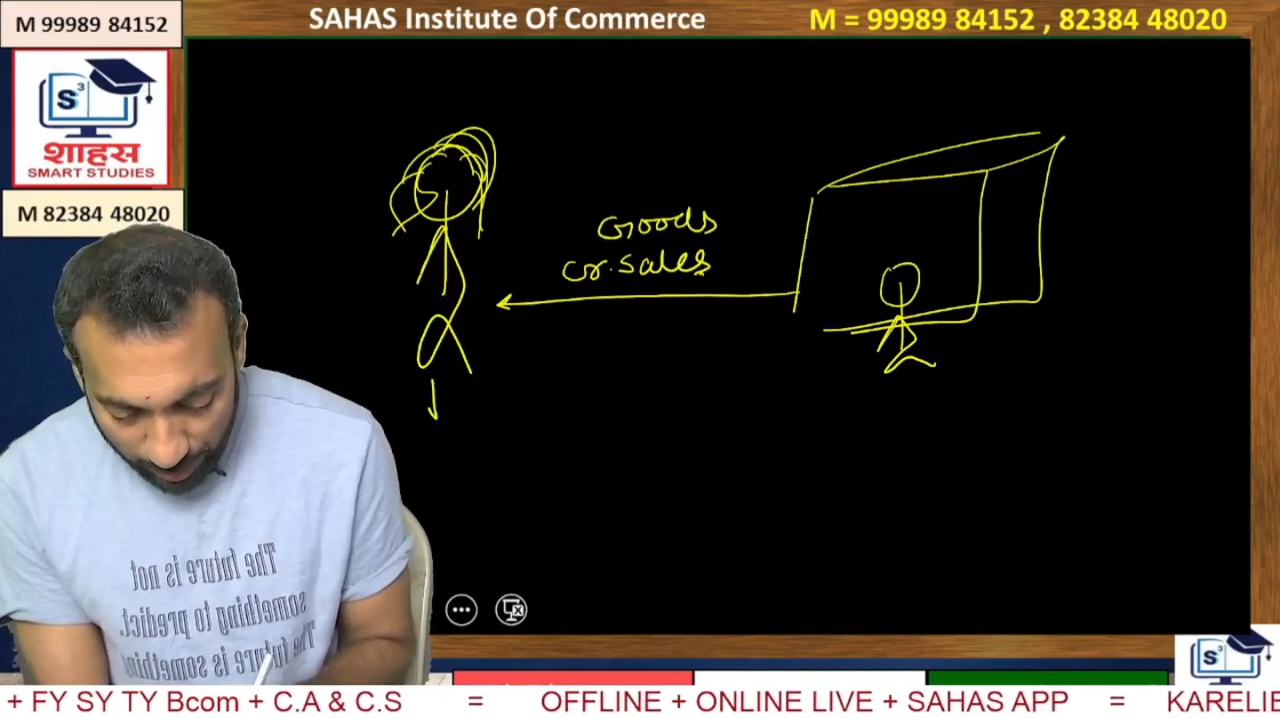 M 99989 84152
SAHAS Institute Of Commerce
M = 99989 84152 , 82384 48020
S3
शाहस
SMART STUDIES
M 82384 48020
Goods
cr. sales
The future is not
something to predict.
The future is something
S3
+ FY SY TY Bcom + C.A & C.S = OFFLINE + ONLINE LIVE + SAHAS APP = KARELIE